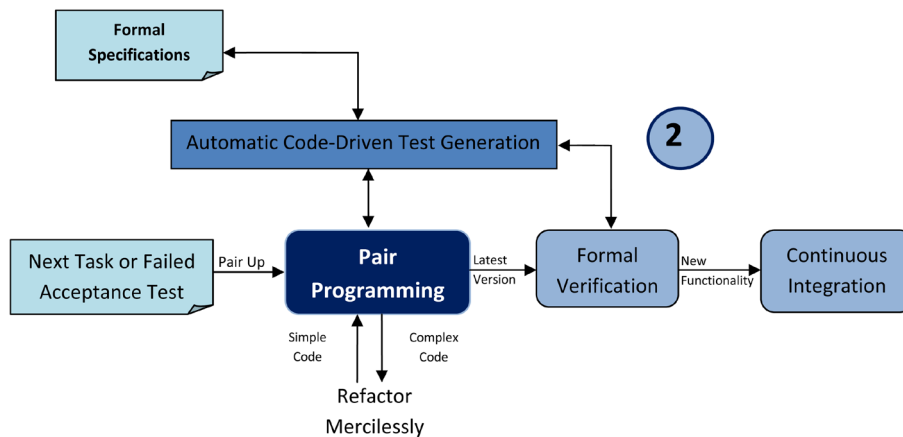 Formal
Specifications
Automatic Code-Driven Test Generation
2
Next Task or Failed
Acceptance Test
Pair Up
Pair
Programming
Latest
Version
Formal
Verification
New
Functionality
Continuous
Integration
Simple
Code
Complex
Code
Refactor
Mercilessly